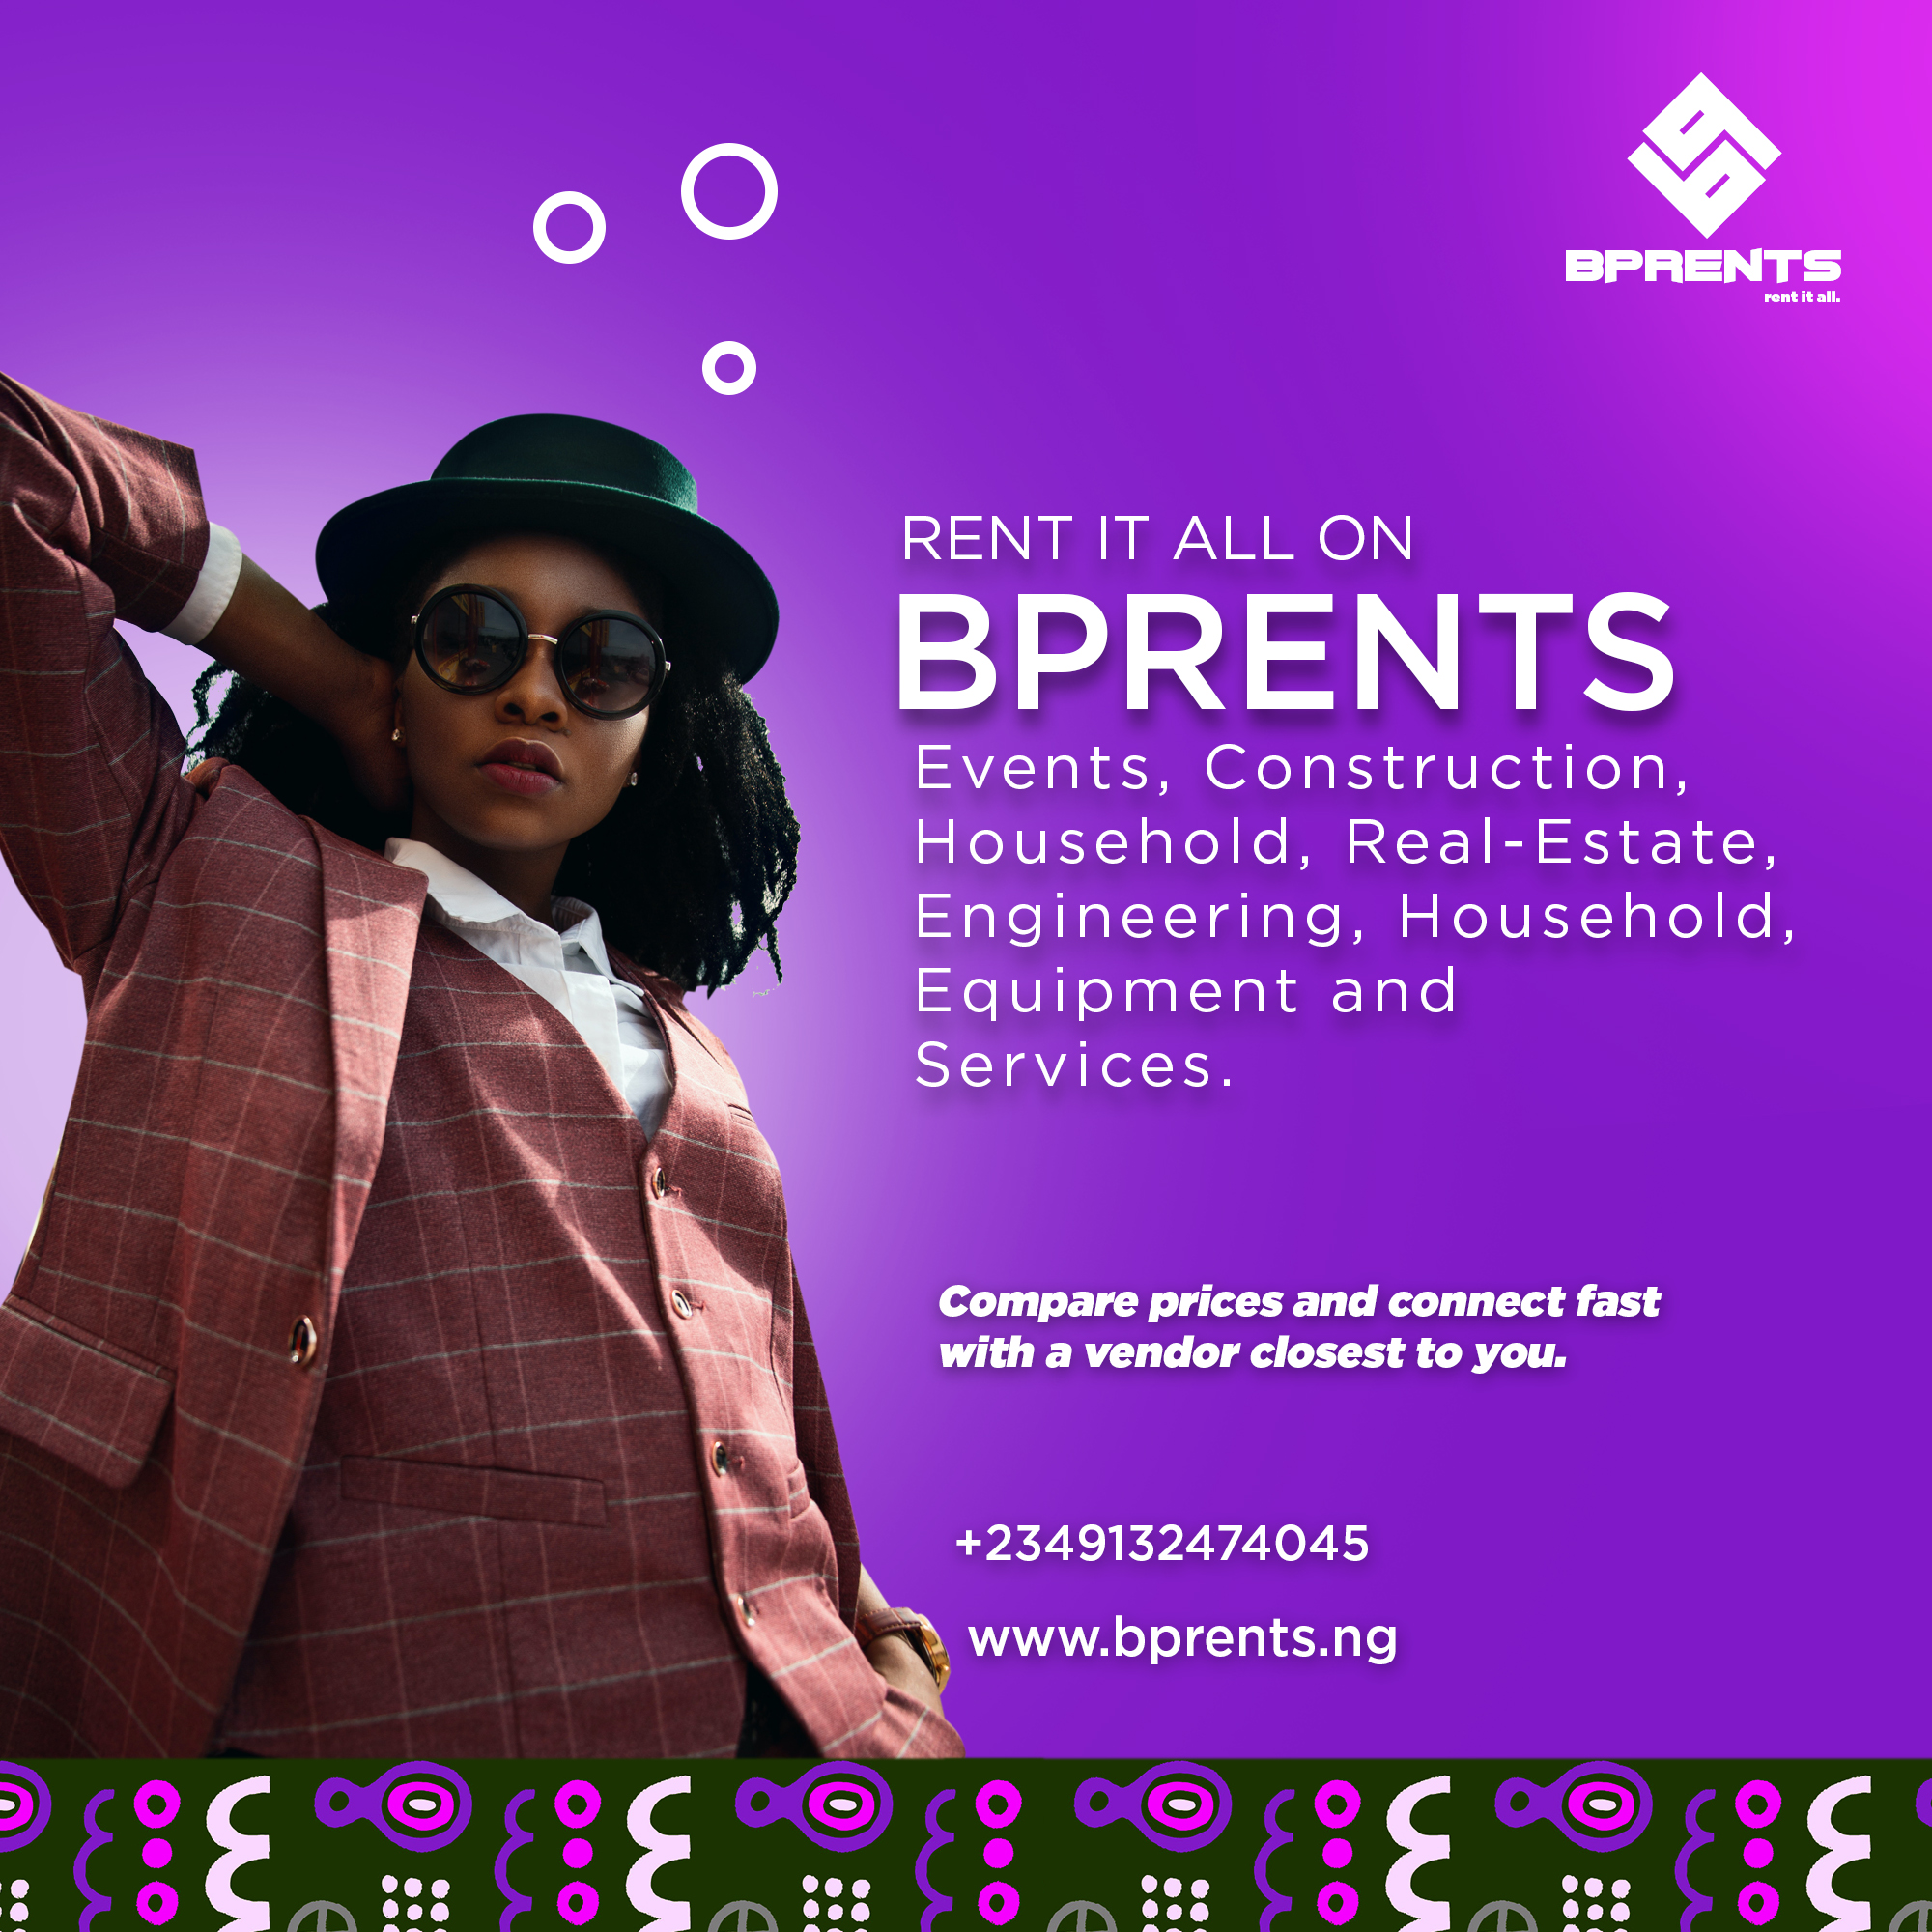 BPRENTS
rent it all.
RENT IT ALL ON
BPRENTS
Events, Construction,
Household, Real-Estate,
Engineering, Household,
Equipment and
Services.
Compare prices and connect fast
with a vendor closest to you.
+2349132474045
www.bprents.ng